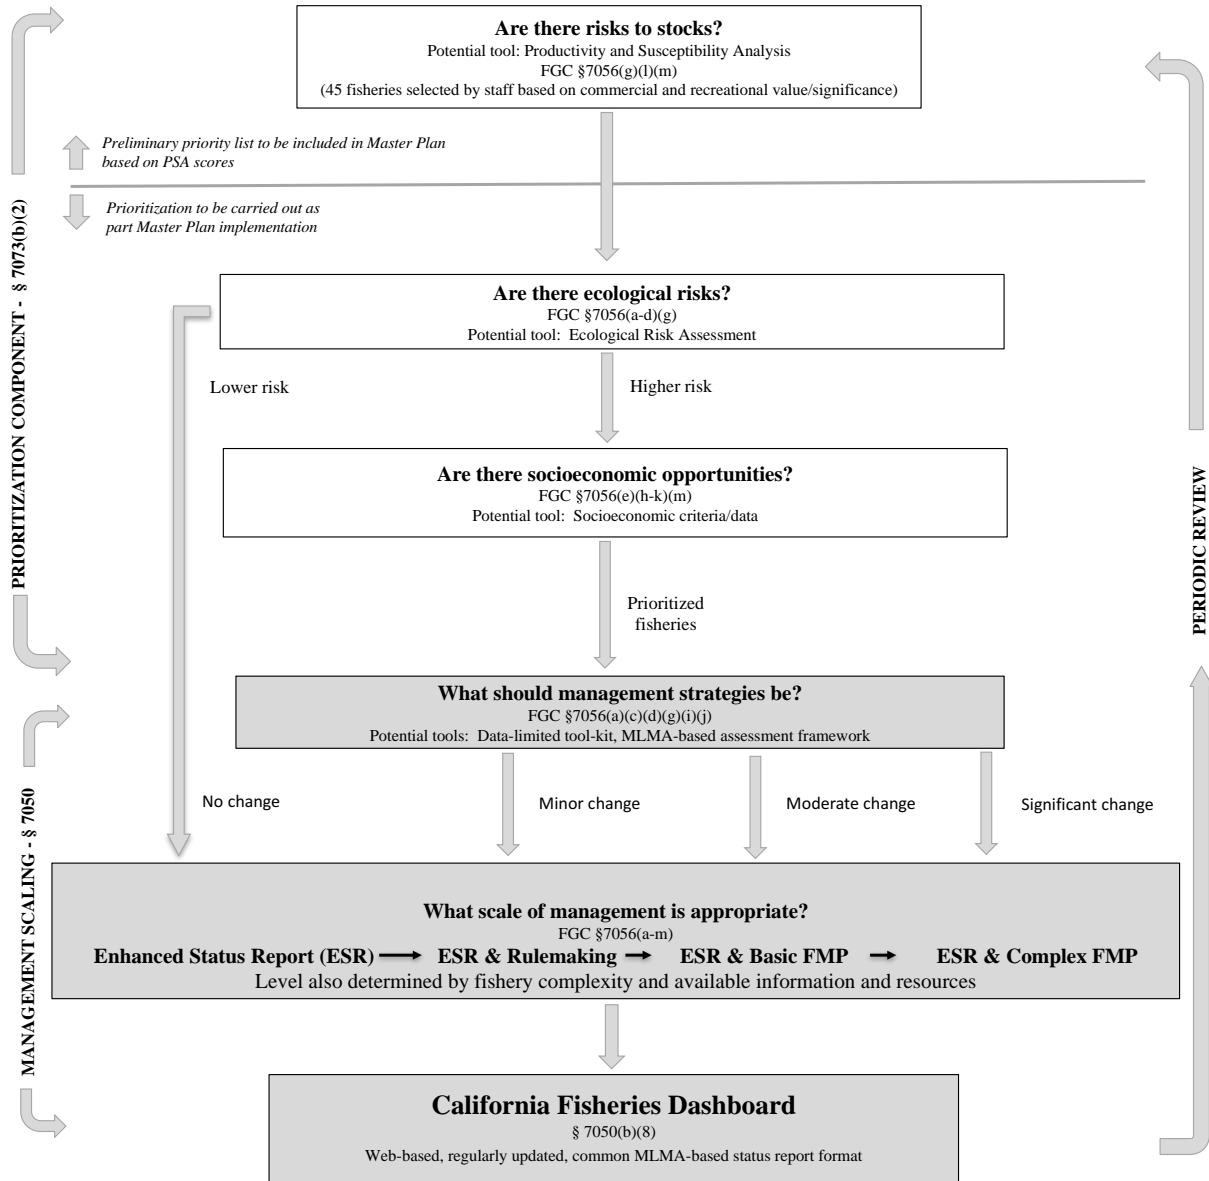 Are there risks to stocks?
Potential tool: Productivity and Susceptibility Analysis
FGC §7056(g)(l)(m)
(45 fisheries selected by staff based on commercial and recreational value/significance)
Preliminary priority list to be included in Master Plan
based on PSA scores
Prioritization to be carried out as
part Master Plan implementation
PRIORITIZATION COMPONENT - § 7073(b)(2)
Are there ecological risks?
FGC §7056(a-d)(g)
Potential tool: Ecological Risk Assessment
Lower risk
Higher risk
Are there socioeconomic opportunities?
FGC §7056(e)(h-k)(m)
Potential tool: Socioeconomic criteria/data
Prioritized
fisheries
PERIODIC REVIEW
What should management strategies be?
FGC §7056(a)(c)(d)(g)(i)(j)
Potential tools: Data-limited tool-kit, MLMA-based assessment framework
No change
Minor change
Moderate change
Significant change
MANAGEMENT SCALING - § 7050
What scale of management is appropriate?
FGC §7056(a-m)
Enhanced Status Report (ESR) ESR & Rulemaking ESR & Basic FMP ESR & Complex FMP
Level also determined by fishery complexity and available information and resources
California Fisheries Dashboard
§ 7050(b)(8)
Web-based, regularly updated, common MLMA-based status report format